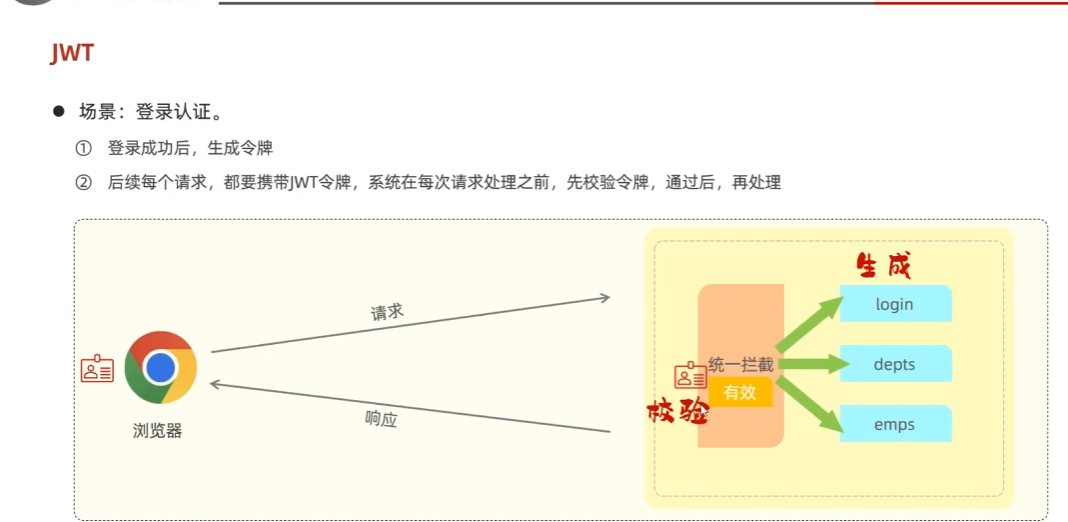 JWT
● 场景：登录认证。
① 登录成功后，生成令牌
② 后续每个请求，都要携带JWT令牌，系统在每次请求处理之前，先校验令牌，通过后，再处理
生成
login
请求
统一拦截
depts
有效
校验
响应
emps
浏览器